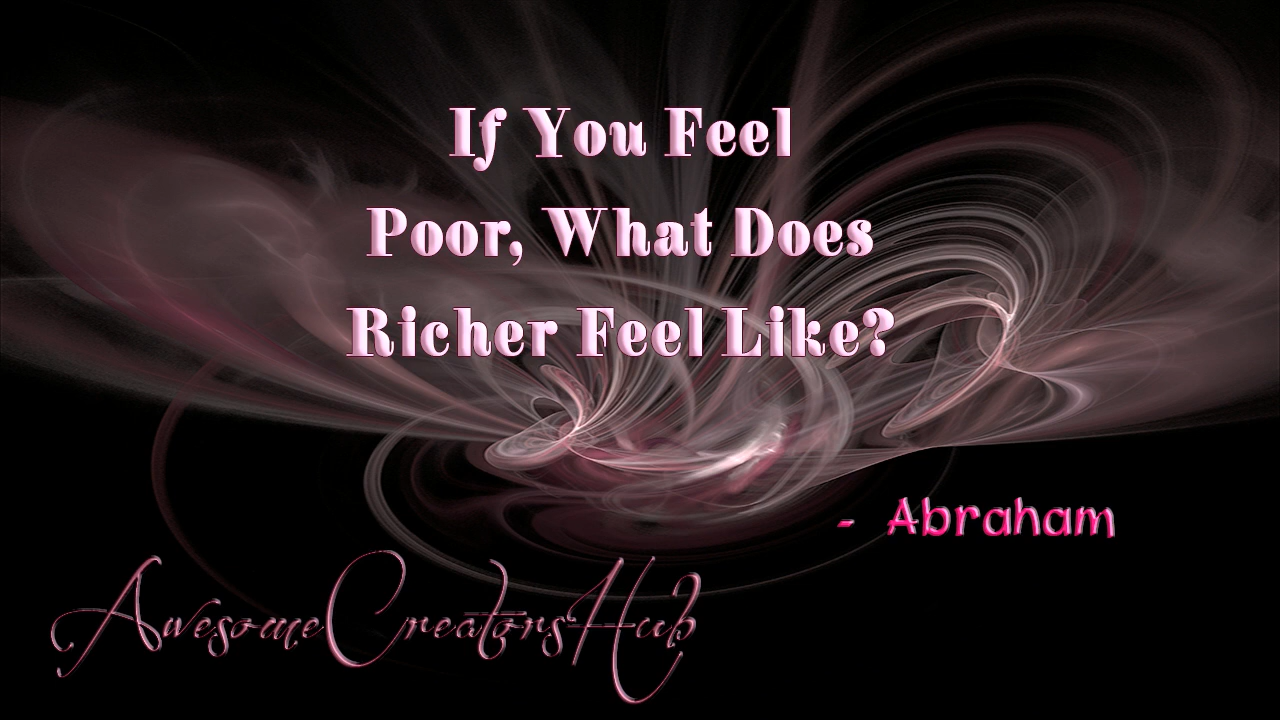 If You Feel
Poor, What Does
Richer Feel Like?
- Abraham
AwesomeCreatorsHub